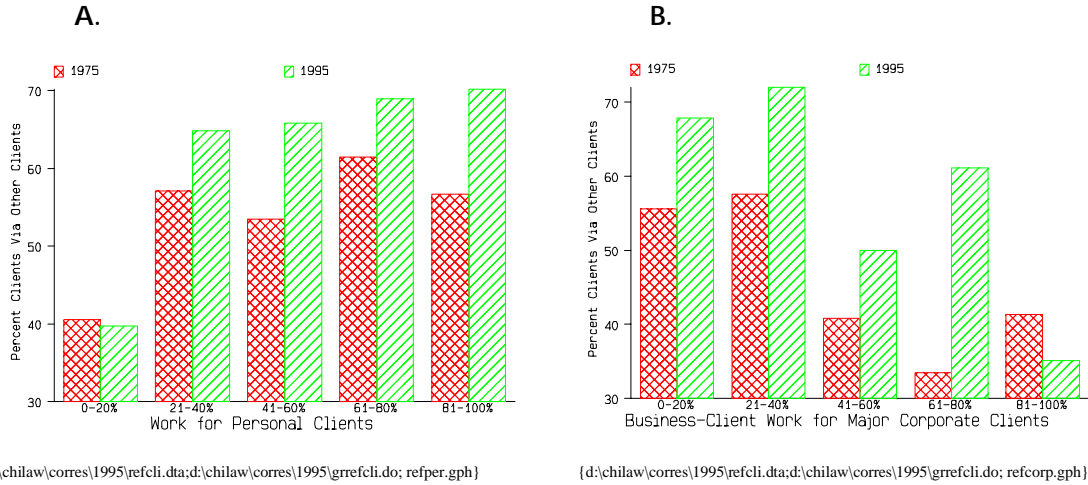 A.
1975 1995
Percent Clients Via Other Clients
70
60
50
40
30
0-20% 21-40% 41-60% 61-80% 81-100%
Work for Personal Clients
\chilaw\corres\1995\refcli.dta;d:\chilaw\corres\1995\grrefcli.do; refper.gph}
B.
1975 1995
Percent Clients Via Other Clients
70
60
50
40
30
0-20% 21-40% 41-60% 61-80% 81-100%
Business-Client Work for Major Corporate Clients
{d:\chilaw\corres\1995\refcli.dta;d:\chilaw\corres\1995\grrefcli.do; refcorp.gph}